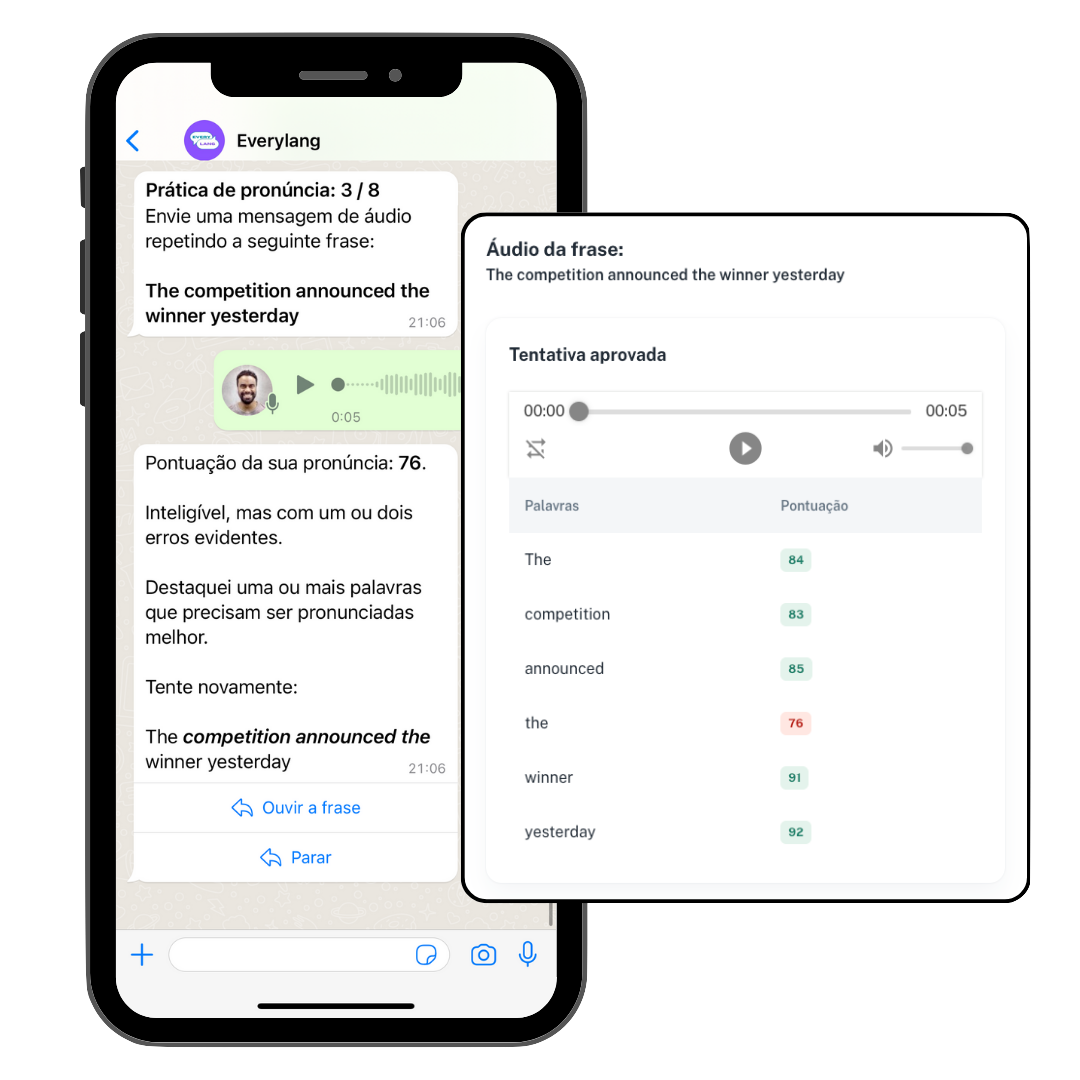 EVERY
LANG
Everylang
Prática de pronúncia: 3 / 8
Envie uma mensagem de áudio
repetindo a seguinte frase:
The competition announced the
winner yesterday
21:06
0:05
Pontuação da sua pronúncia: 76.
Inteligível, mas com um ou dois
erros evidentes.
Destaquei uma ou mais palavras
que precisam ser pronunciadas
melhor.
Tente novamente:
The competition announced the
winner yesterday
21:06
Ouvir a frase
Parar
Áudio da frase:
The competition announced the winner yesterday
Tentativa aprovada
00:00 00:05
Palavras Pontuação
The 84
competition 83
announced 85
the 76
winner 91
yesterday 92